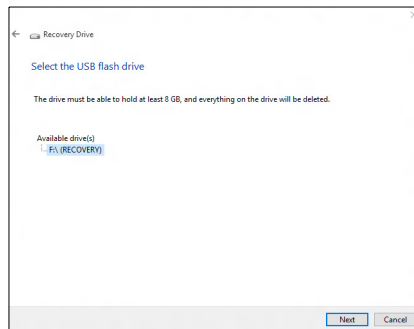 Recovery Drive
Select the USB flash drive
The drive must be able to hold at least 8 GB, and everything on the drive will be deleted.
Available drive(s)
F:\ (RECOVERY)
Next Cancel